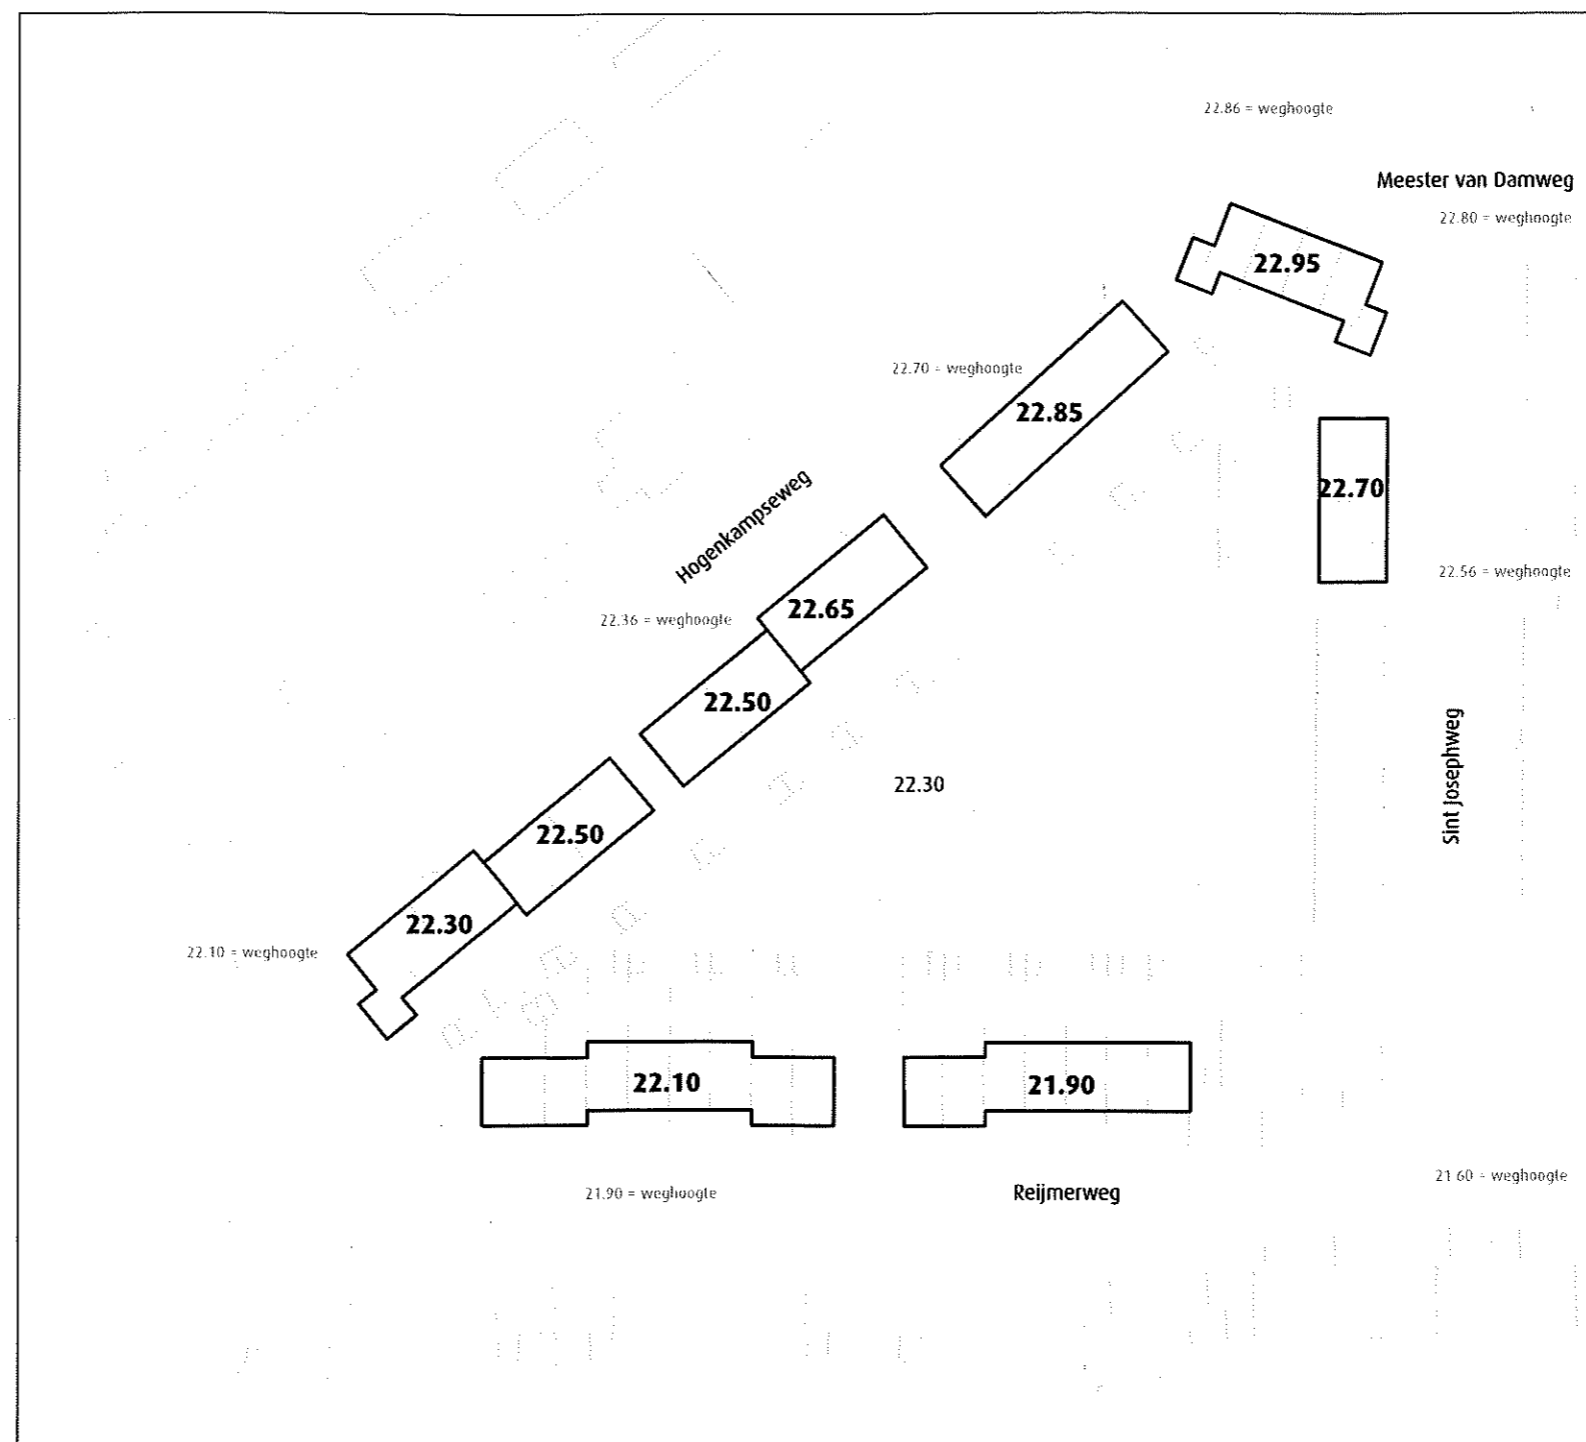 22.86 = weghoogte
Meester van Damweg
22.80 = weghoogte
22.95
22.70 = weghoogte
22.85
22.70
Hogenkampseweg
22.56 = weghoogte
22.65
22.36 = weghoogte
22.50
Sint Josephweg
22.30
22.50
22.30
22.10 = weghoogte
22.10
21.90
21.60 = weghoogte
21.90 = weghoogte
Reijmerweg